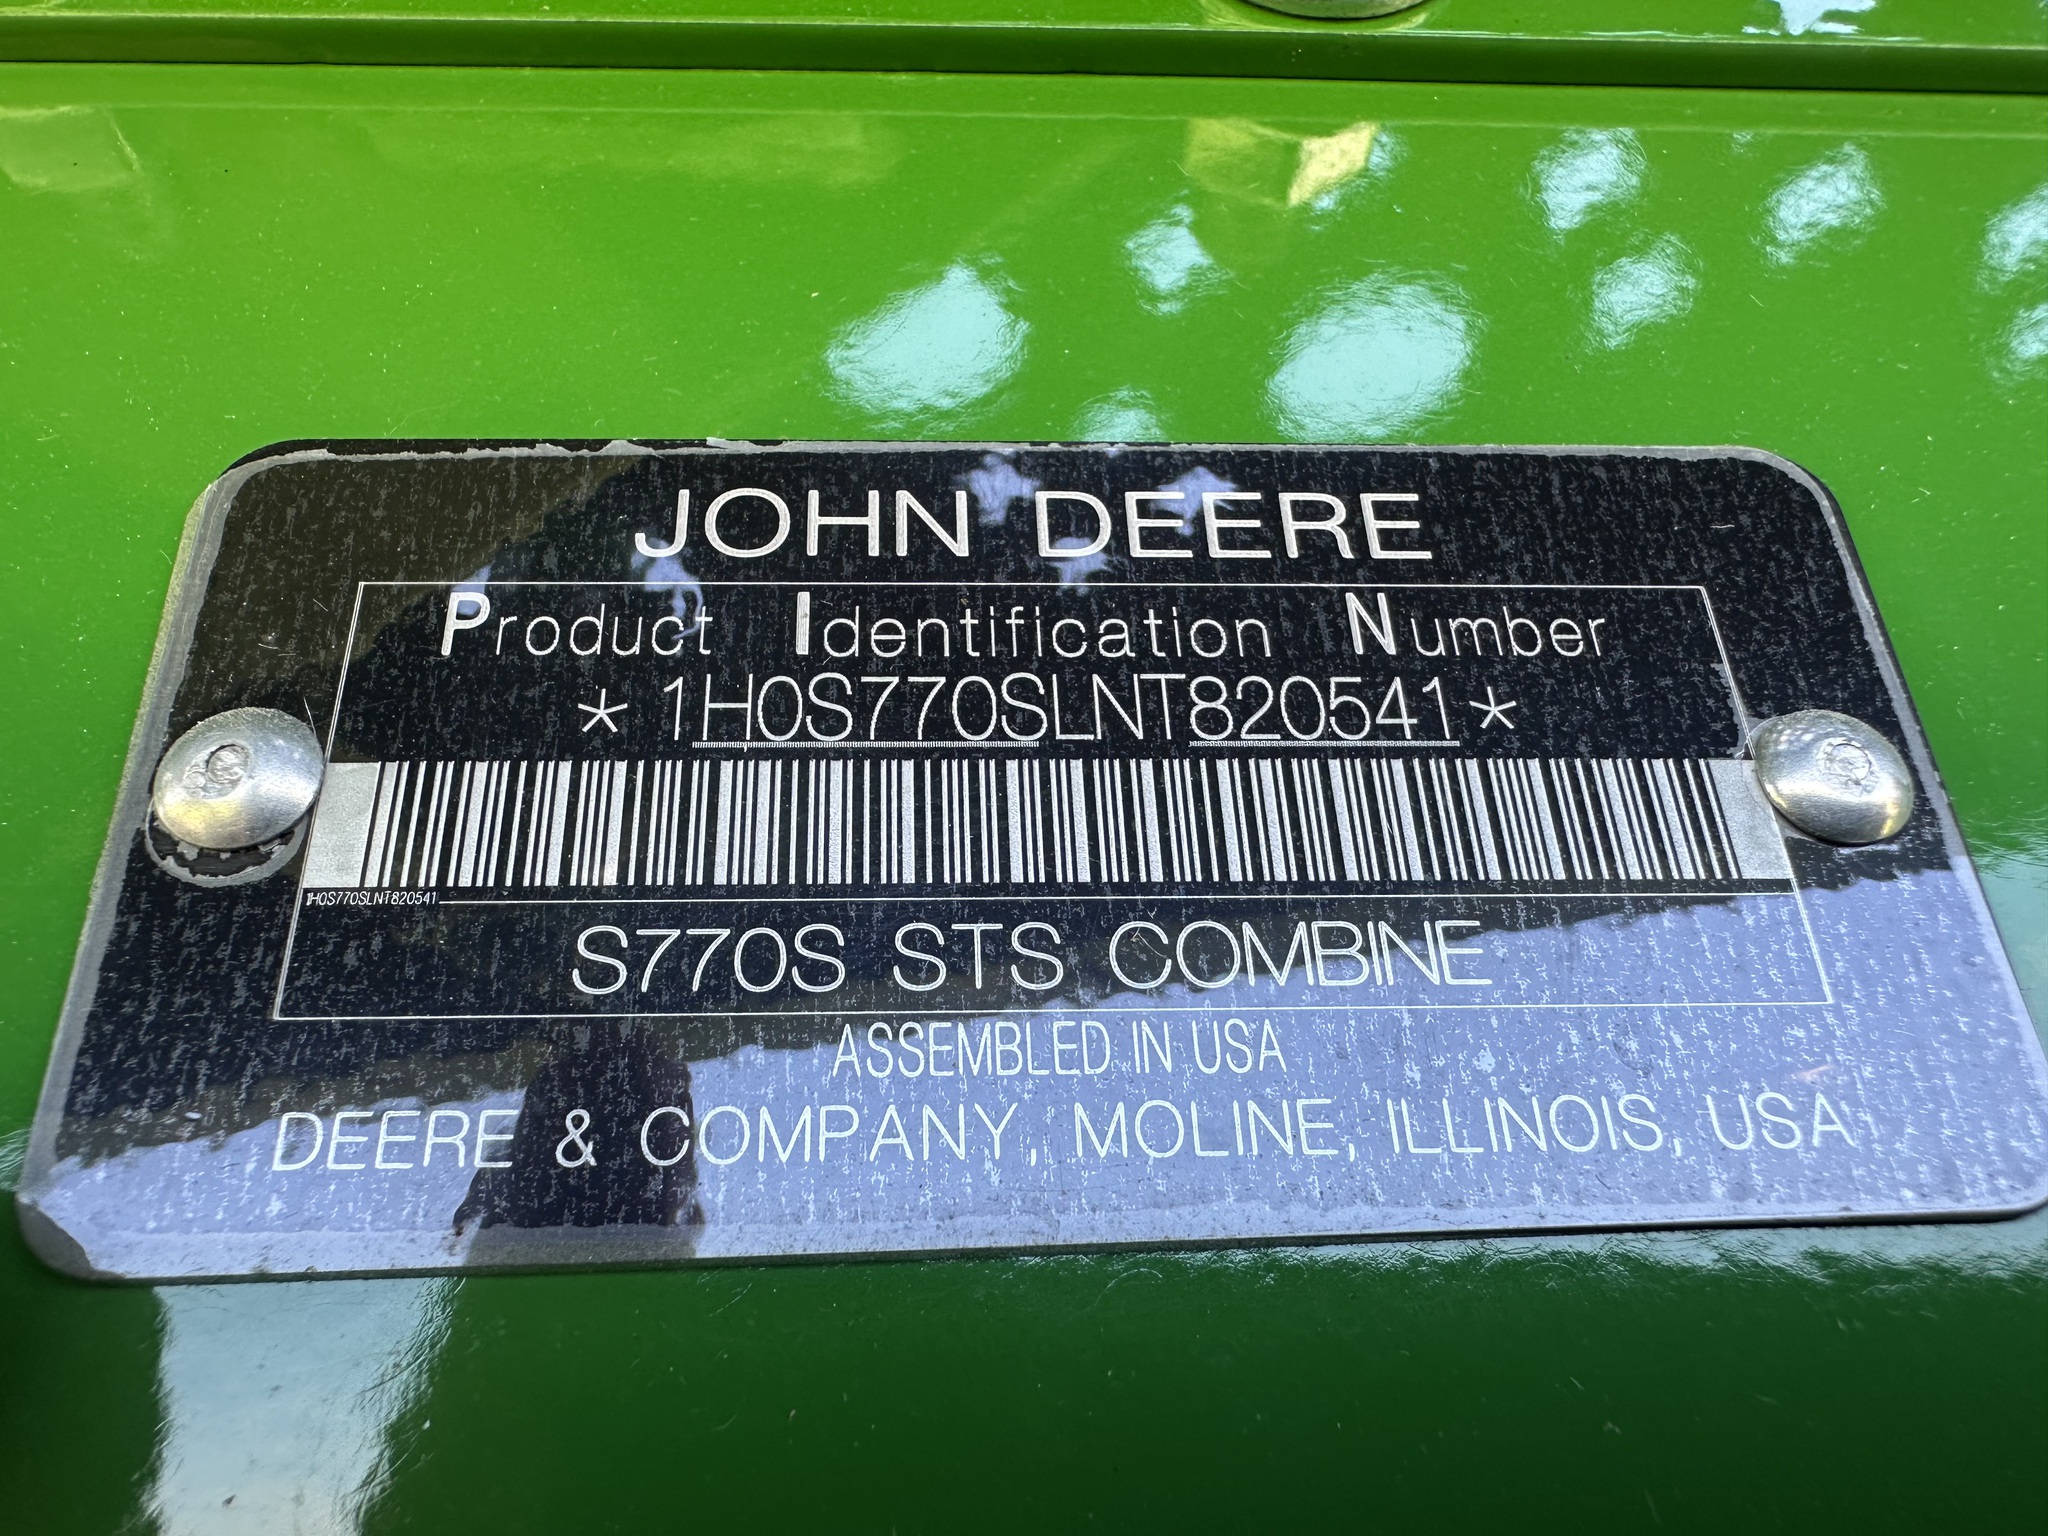 JOHN DEERE
Product Identification Number
* 1H0S770SLNT820541 *
1H0S770SLNT820541
S770S STS COMBINE
ASSEMBLED IN USA
DEERE & COMPANY, MOLINE, ILLINOIS, USA